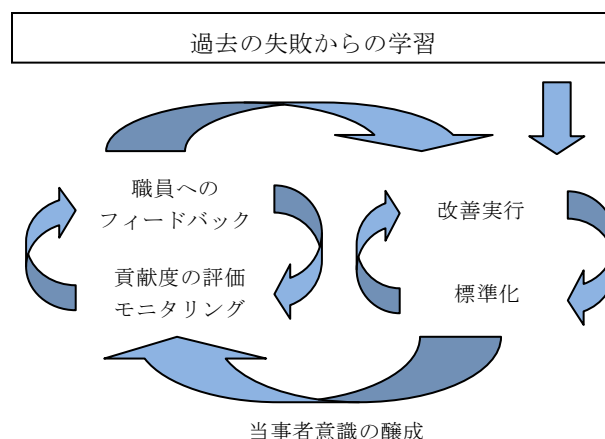 過去の失敗からの学習
職員への
フィードバック
貢献度の評価
モニタリング
改善実行
標準化
当事者意識の醸成